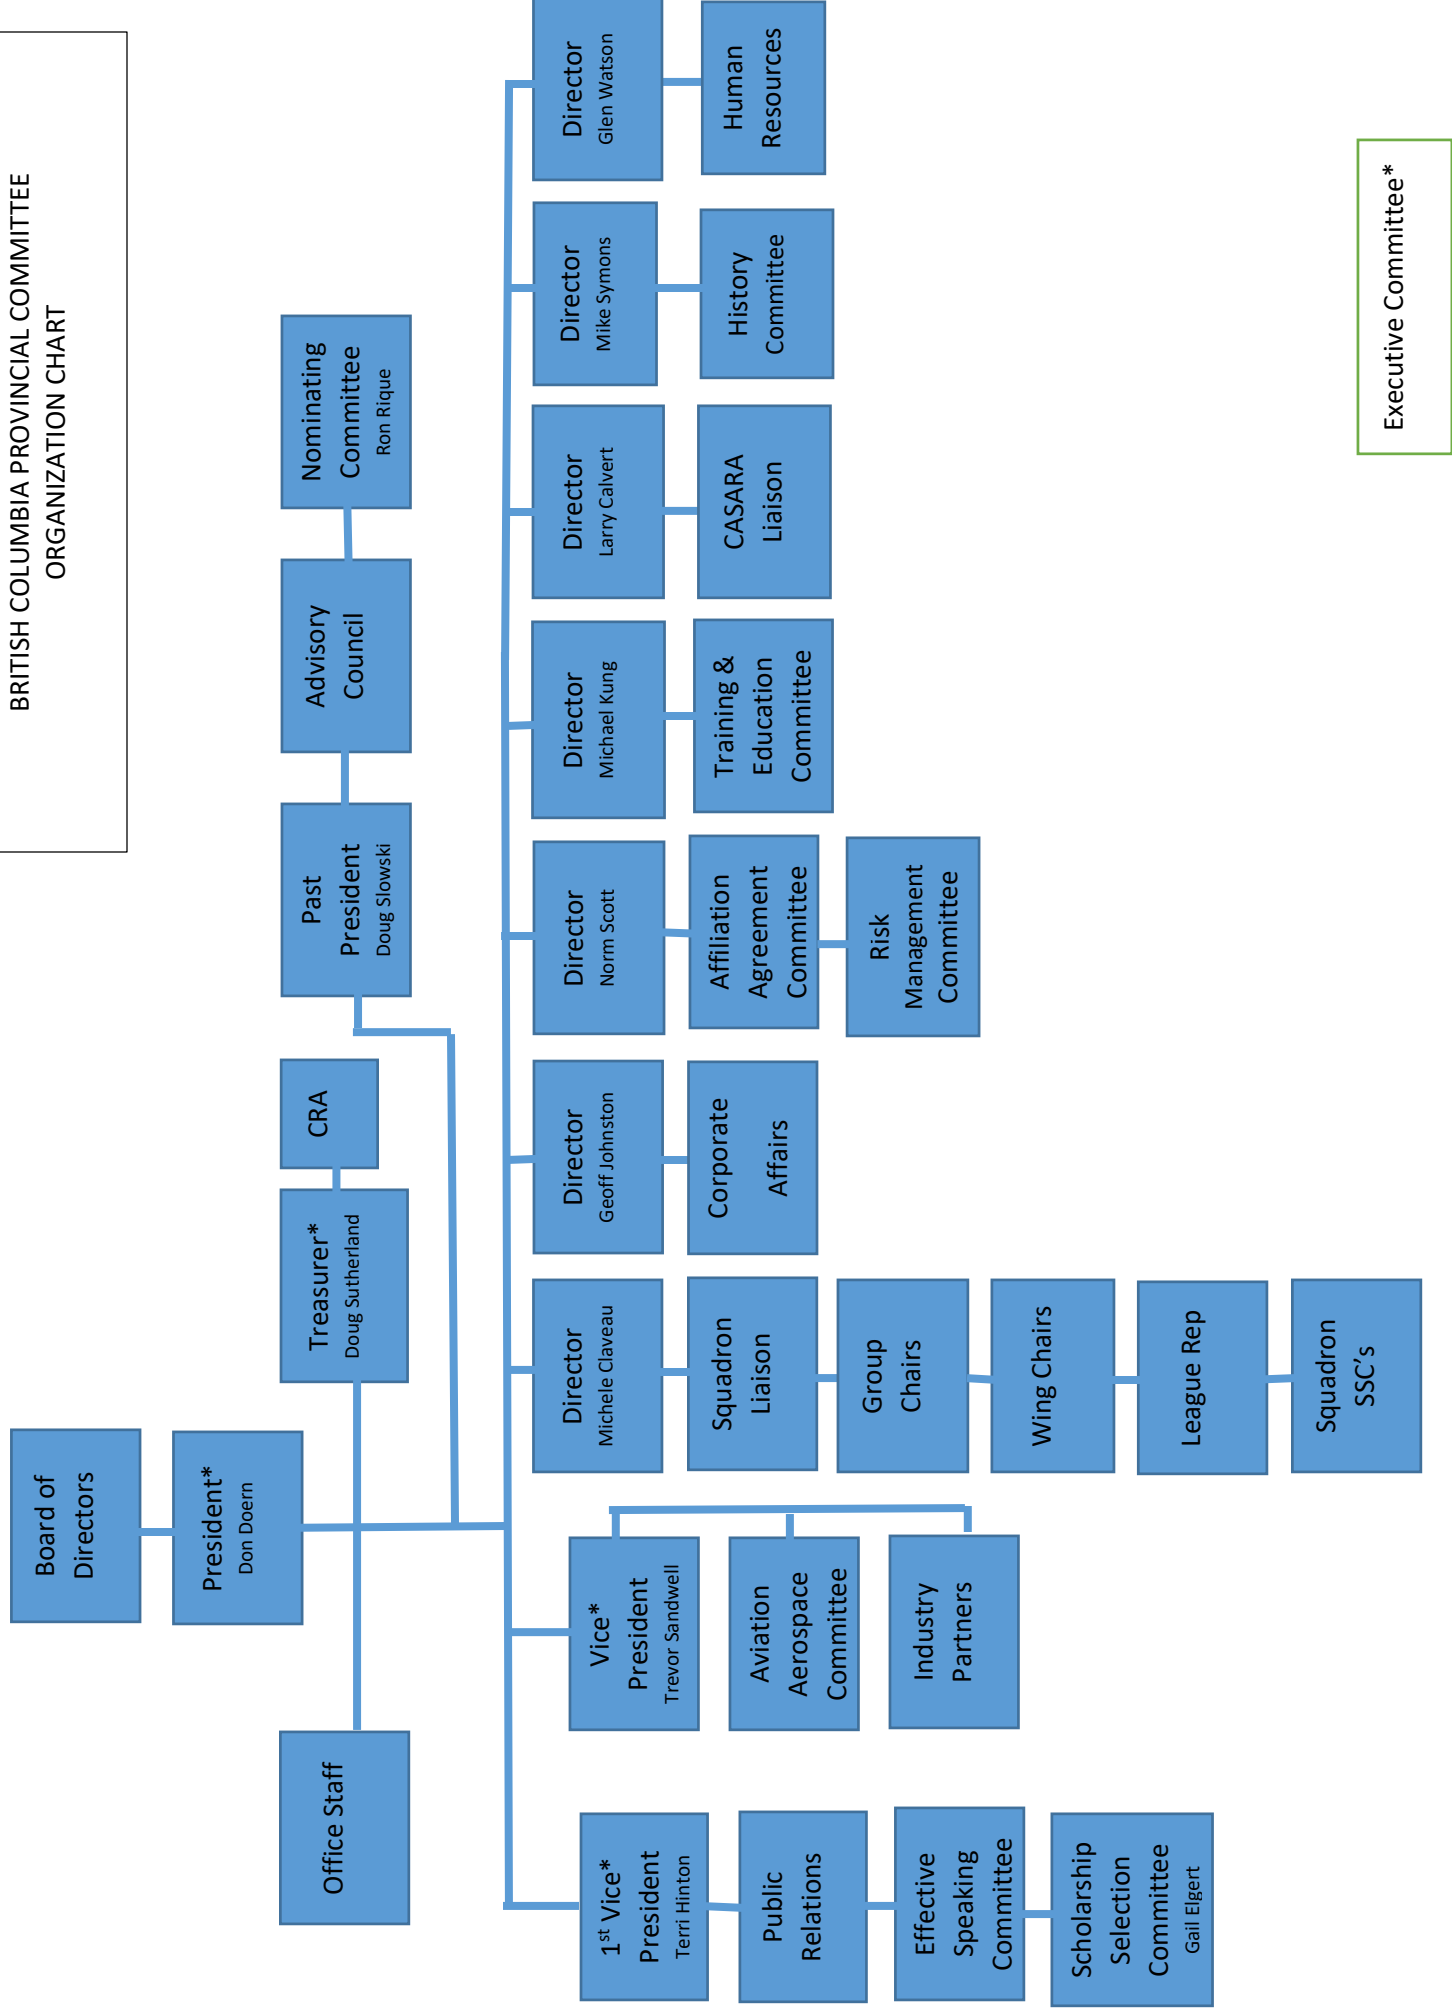 BRITISH COLUMBIA PROVINCIAL COMMITTEE
ORGANIZATION CHART
Board of
Directors
President*
Don Doern
Office Staff
Treasurer*
Doug Sutherland
CRA
Past
President
Doug Slowski
Advisory
Council
Nominating
Committee
Ron Rique
1st Vice*
President
Terri Hinton
Public
Relations
Effective
Speaking
Committee
Scholarship
Selection
Committee
Gail Elgert
Vice*
President
Trevor Sandwell
Aviation
Aerospace
Committee
Industry
Partners
Director
Michele Claveau
Squadron
Liaison
Group
Chairs
Wing Chairs
League Rep
Squadron
SSC’s
Director
Geoff Johnston
Corporate
Affairs
Director
Norm Scott
Affiliation
Agreement
Committee
Risk
Management
Committee
Director
Michael Kung
Training &
Education
Committee
Director
Larry Calvert
CASARA
Liaison
Director
Mike Symons
History
Committee
Director
Glen Watson
Human
Resources
Executive Committee*